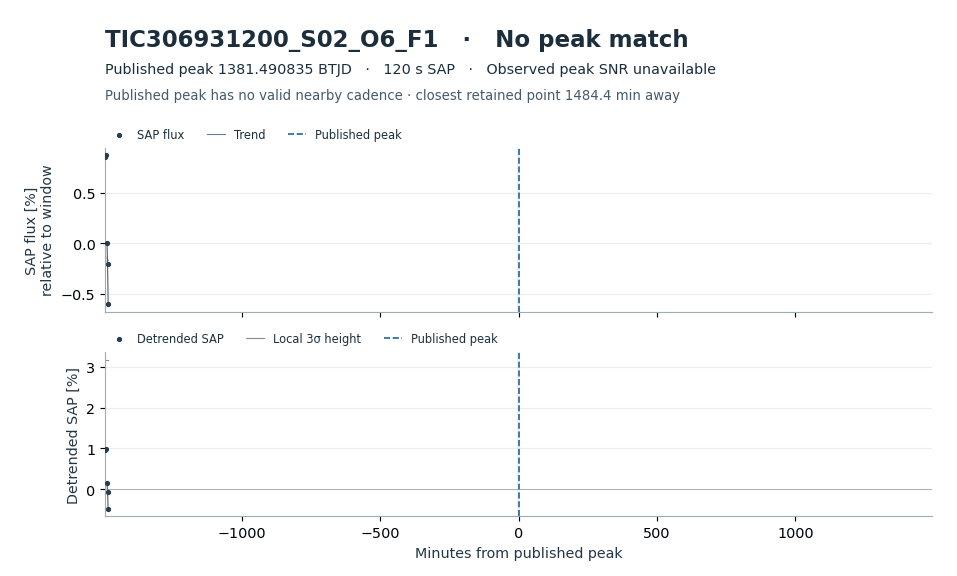 TIC306931200_S02_O6_F1 · No peak match
Published peak 1381.490835 BTJD · 120 s SAP · Observed peak SNR unavailable
Published peak has no valid nearby cadence · closest retained point 1484.4 min away
SAP flux Trend Published peak
SAP flux [%]
relative to window
0.5
0.0
−0.5
Detrended SAP Local 3σ height Published peak
Detrended SAP [%]
3
2
1
0
−1000 −500 0 500 1000
Minutes from published peak